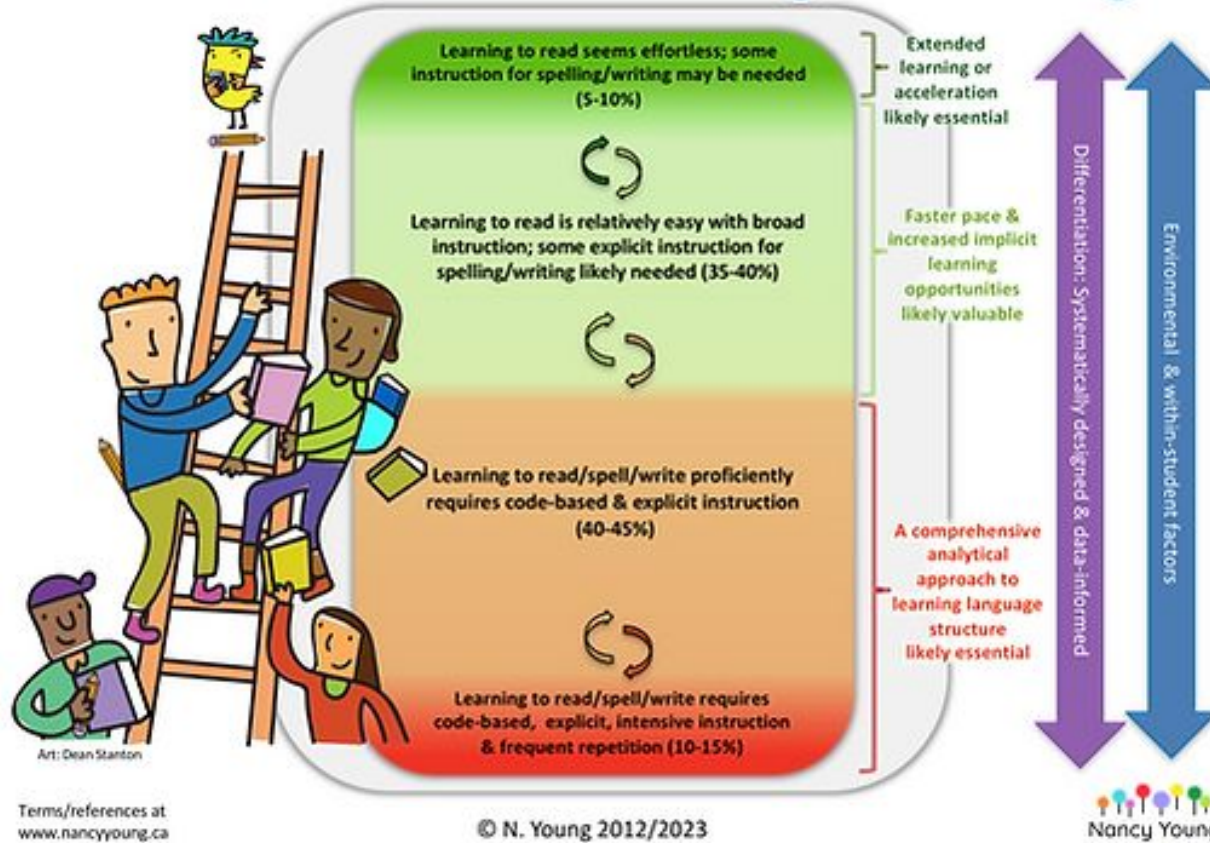 Learning to read seems effortless; some
instruction for spelling/writing may be needed
(5-10%)
Extended
learning or
acceleration
likely essential
Learning to read is relatively easy with broad
instruction; some explicit instruction for
spelling/writing likely needed (35-40%)
Faster pace &
increased implicit
learning
opportunities
likely valuable
Learning to read/spell/write proficiently
requires code-based & explicit instruction
(40-45%)
A comprehensive
analytical
approach to
learning language
structure
likely essential
Learning to read/spell/write requires
code-based, explicit, intensive instruction
& frequent repetition (10-15%)
Differentiation: Systematically designed & data-informed
Environmental & within-student factors
Art: Dean Stanton
Terms/references at
www.nancyyoung.ca
© N. Young 2012/2023
Nancy Young